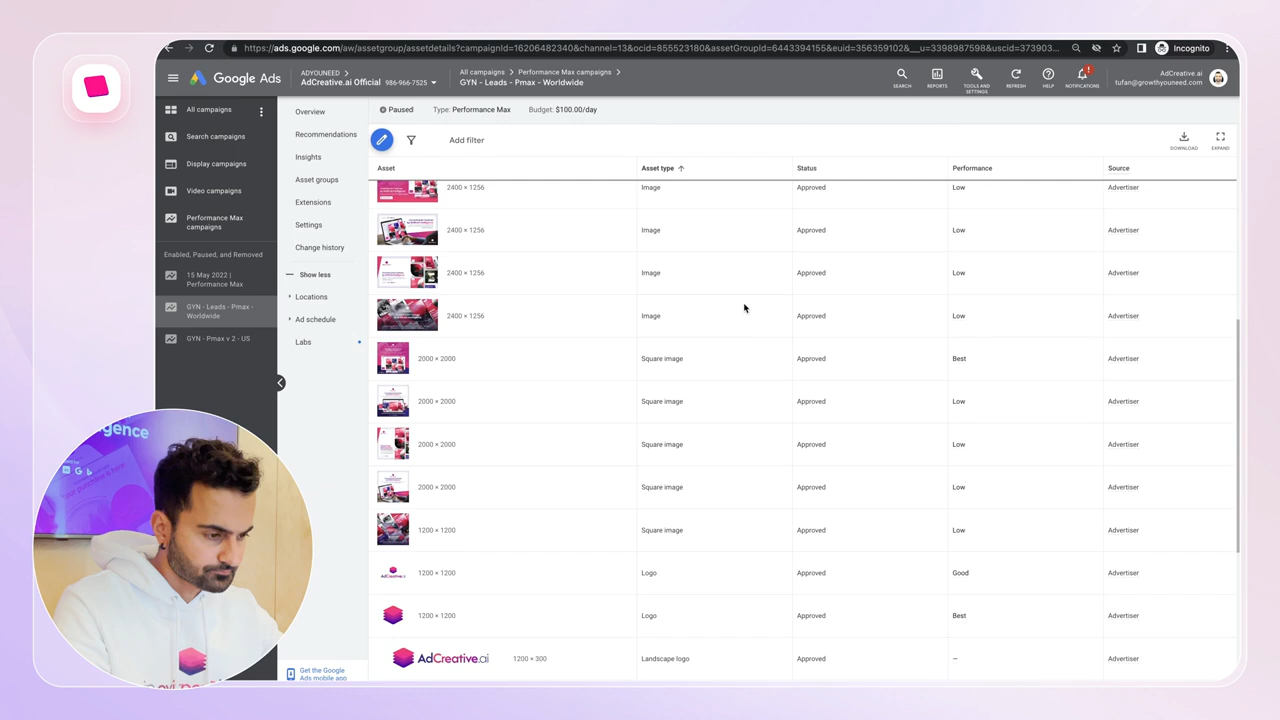 https://ads.google.com/aw/assetgroup/assetdetails?campaignId=16206482340&channel=13&ocid=855523180&assetGroupId=6443394155&euid=356359102&__u=3398987598&uscid=373903...
Incognito
Google Ads
ADYOUNEED
AdCreative.ai Official 986-966-7525
All campaigns
Performance Max campaigns
GYN - Leads - Pmax - Worldwide
SEARCH
REPORTS
TOOLS AND
SETTINGS
REFRESH
HELP
NOTIFICATIONS
AdCreative.ai
tufan@growthyouneed.com
All campaigns
Search campaigns
Display campaigns
Video campaigns
Performance Max
campaigns
Enabled, Paused, and Removed
15 May 2022 |
Performance Max
GYN - Leads - Pmax -
Worldwide
GYN - Pmax v 2 - US
Overview
Recommendations
Insights
Asset groups
Extensions
Settings
Change history
Show less
Locations
Ad schedule
Labs
Get the Google
Ads mobile app
Paused Type: Performance Max Budget: $100.00/day
Add filter
DOWNLOAD
EXPAND
Asset Asset type Status Performance Source
2400 × 1256 Image Approved Low Advertiser
2400 × 1256 Image Approved Low Advertiser
2400 × 1256 Image Approved Low Advertiser
2400 × 1256 Image Approved Low Advertiser
2000 × 2000 Square image Approved Best Advertiser
2000 × 2000 Square image Approved Low Advertiser
2000 × 2000 Square image Approved Low Advertiser
2000 × 2000 Square image Approved Low Advertiser
1200 × 1200 Square image Approved Low Advertiser
AdCreative.ai 1200 × 1200 Logo Approved Good Advertiser
1200 × 1200 Logo Approved Best Advertiser
AdCreative.ai 1200 × 300 Landscape logo Approved – Advertiser